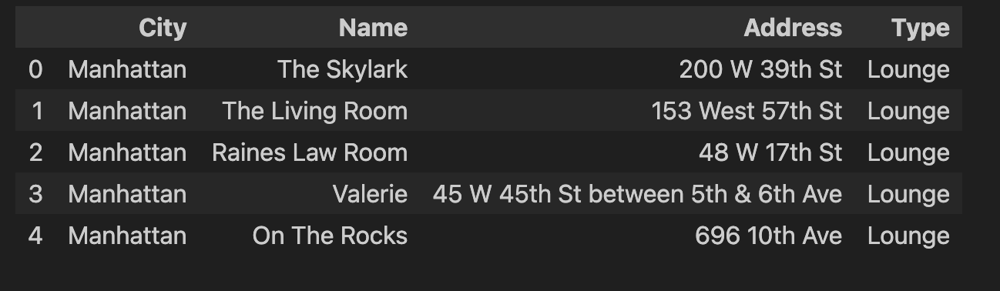 City Name Address Type
0 Manhattan The Skylark 200 W 39th St Lounge
1 Manhattan The Living Room 153 West 57th St Lounge
2 Manhattan Raines Law Room 48 W 17th St Lounge
3 Manhattan Valerie 45 W 45th St between 5th & 6th Ave Lounge
4 Manhattan On The Rocks 696 10th Ave Lounge